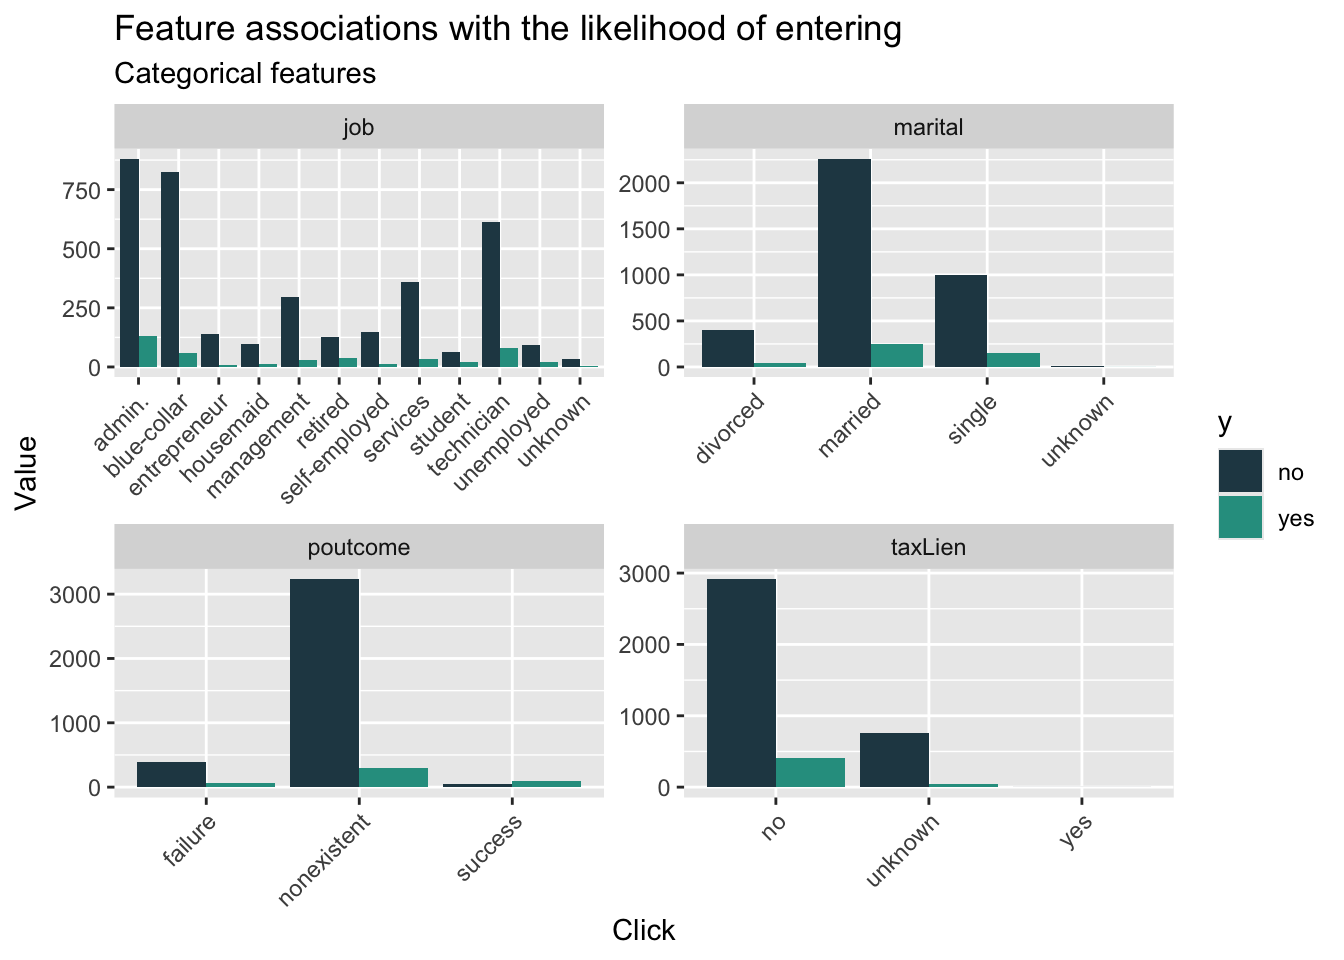 Feature associations with the likelihood of entering
Categorical features
job
marital
750
500
250
0
2000
1500
1000
500
0
admin.
blue-collar
entrepreneur
housemaid
management
retired
self-employed
services
student
technician
unemployed
unknown
divorced
married
single
unknown
Value
y
no
yes
poutcome
taxLien
3000
2000
1000
0
3000
2000
1000
0
failure
nonexistent
success
no
unknown
yes
Click